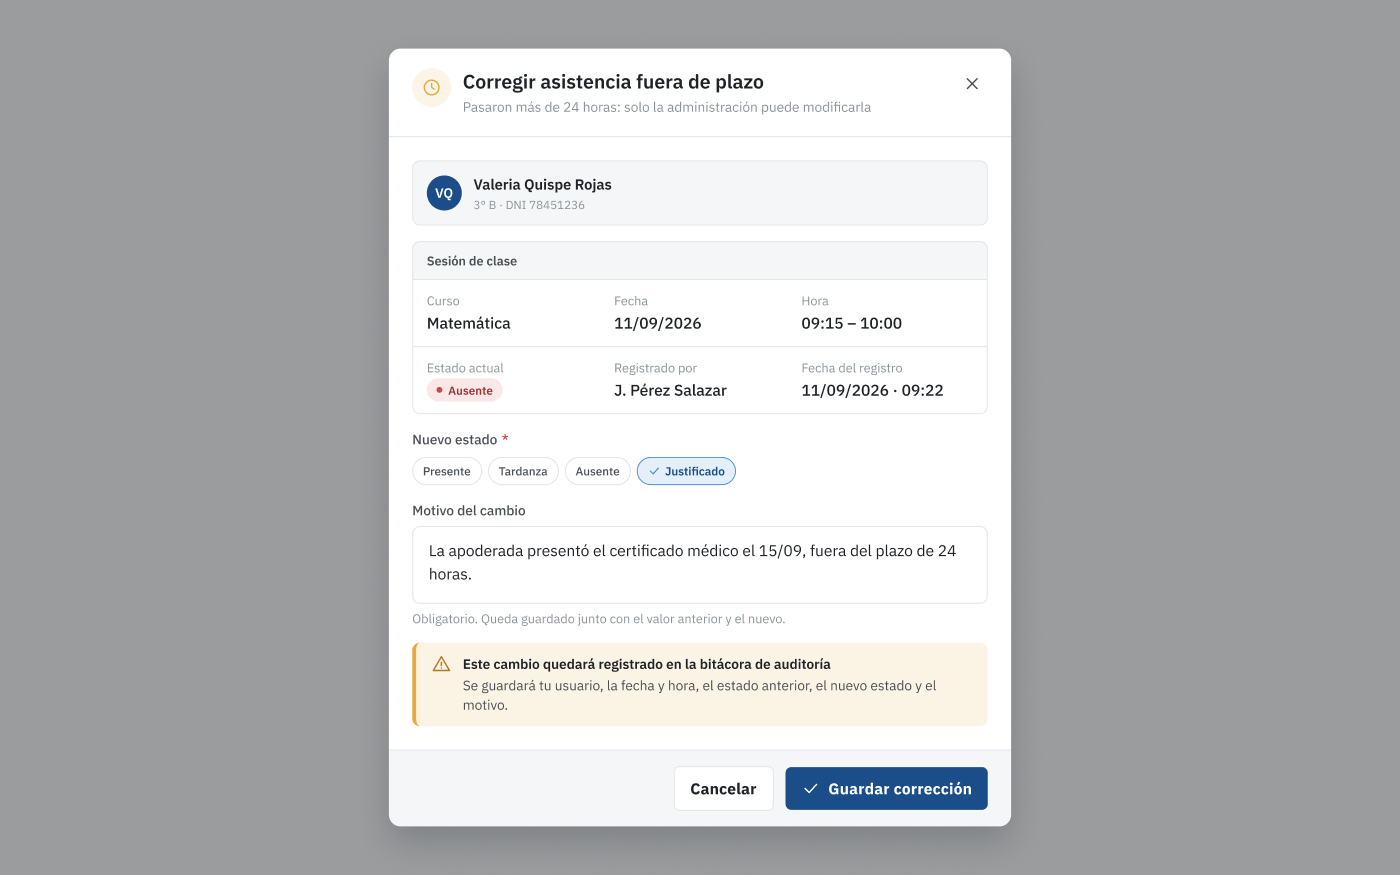 Corregir asistencia fuera de plazo
Pasaron más de 24 horas: solo la administración puede modificarla
VQ
Valeria Quispe Rojas
3° B · DNI 78451236
Sesión de clase
Curso
Matemática
Fecha
11/09/2026
Hora
09:15 – 10:00
Estado actual
Ausente
Registrado por
J. Pérez Salazar
Fecha del registro
11/09/2026 · 09:22
Nuevo estado *
Presente
Tardanza
Ausente
Justificado
Motivo del cambio
La apoderada presentó el certificado médico el 15/09, fuera del plazo de 24
horas.
Obligatorio. Queda guardado junto con el valor anterior y el nuevo.
Este cambio quedará registrado en la bitácora de auditoría
Se guardará tu usuario, la fecha y hora, el estado anterior, el nuevo estado y el
motivo.
Cancelar
Guardar corrección